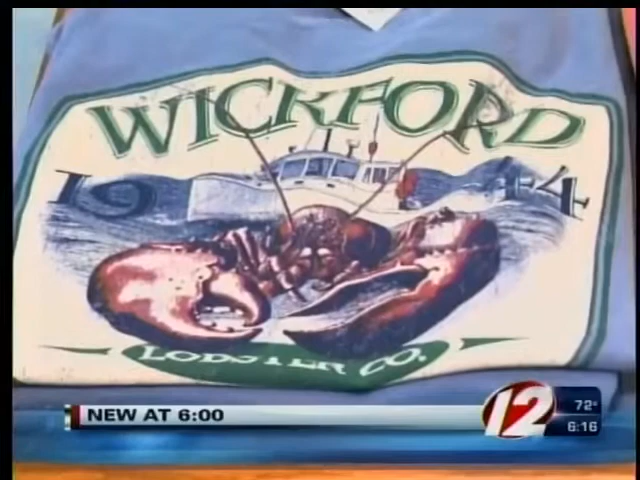 WICKFORD
19 44
LOBSTER CO.
NEW AT 6:00
12
72°
6:16